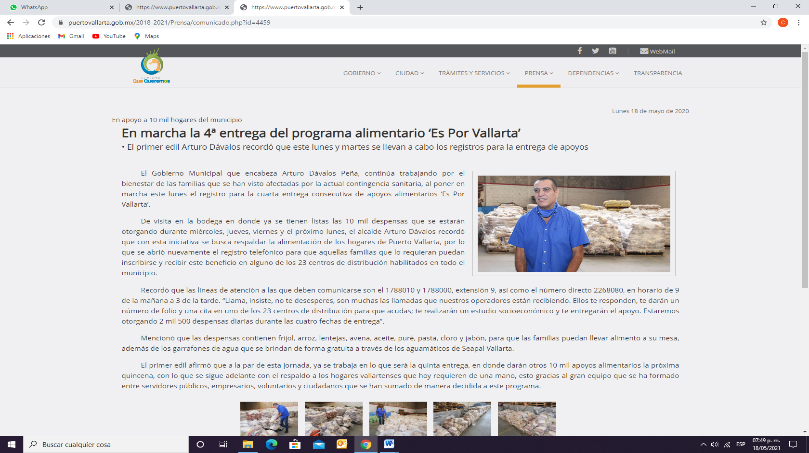 WhatsApp
https://www.puertovallarta.gob.
https://www.puertovallarta.gob.
puertovallarta.gob.mx/2018-2021/Prensa/comunicado.php?id=4459
Aplicaciones Gmail YouTube Maps
WebMail
Que Queremos
GOBIERNO CIUDAD TRÁMITES Y SERVICIOS PRENSA DEPENDENCIAS TRANSPARENCIA
Lunes 18 de mayo de 2020
En apoyo a 10 mil hogares del municipio
En marcha la 4ª entrega del programa alimentario ‘Es Por Vallarta’
• El primer edil Arturo Dávalos recordó que este lunes y martes se llevan a cabo los registros para la entrega de apoyos
El Gobierno Municipal que encabeza Arturo Dávalos Peña, continúa trabajando por el
bienestar de las familias que se han visto afectadas por la actual contingencia sanitaria, al poner en
marcha este lunes el registro para la cuarta entrega consecutiva de apoyos alimentarios ‘Es Por
Vallarta’.
De visita en la bodega en donde ya se tienen listas las 10 mil despensas que se estarán
otorgando durante miércoles, jueves, viernes y el próximo lunes, el alcalde Arturo Dávalos recordó
que con esta iniciativa se busca respaldar la alimentación de los hogares de Puerto Vallarta, por lo
que se abrió nuevamente el registro telefónico para que aquellas familias que lo requieran puedan
inscribirse y recibir este beneficio en alguno de los 23 centros de distribución habilitados en todo el
municipio.
Recordó que las líneas de atención a las que deben comunicarse son el 1788010 y 1788000, extensión 9, así como el número directo 2268080, en horario de 9
de la mañana a 3 de la tarde. “Llama, insiste, no te desesperes, son muchas las llamadas que nuestros operadores están recibiendo. Ellos te responden, te darán un
número de folio y una cita en uno de los 23 centros de distribución para que acudas; te realizarán un estudio socioeconómico y te entregarán el apoyo. Estaremos
otorgando 2 mil 500 despensas diarias durante las cuatro fechas de entrega”.
Mencionó que las despensas contienen frijol, arroz, lentejas, avena, aceite, puré, pasta, cloro y jabón, para que las familias puedan llevar alimento a su mesa,
además de los garrafones de agua que se brindan de forma gratuita a través de los aguamáticos de Seapal Vallarta.
El primer edil afirmó que a la par de esta jornada, ya se trabaja en lo que será la quinta entrega, en donde darán otros 10 mil apoyos alimentarios la próxima
quincena, con lo que se sigue adelante con el respaldo a los hogares vallartenses que hoy requieren de una mano, esto gracias al gran equipo que se ha formado
entre servidores públicos, empresarios, voluntarios y ciudadanos que se han sumado de manera decidida a este programa.
Buscar cualquier cosa
ESP
07:49 p. m.
18/05/2021